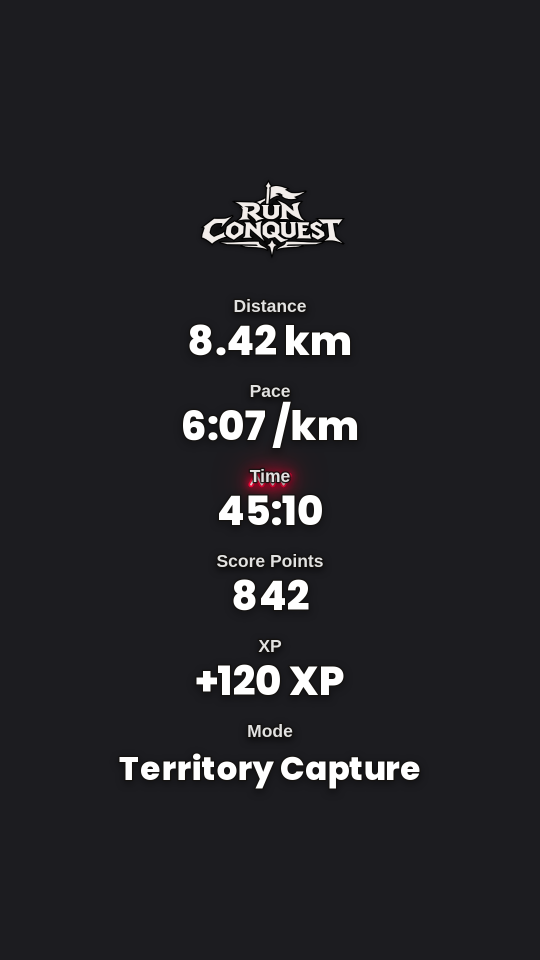 RUN
CONQUEST
Distance
8.42 km
Pace
6:07 /km
Time
45:10
Score Points
842
XP
+120 XP
Mode
Territory Capture